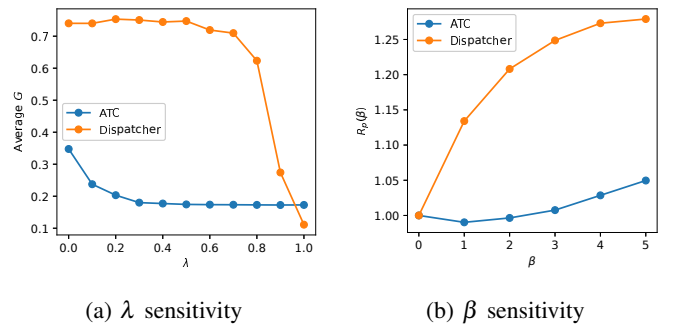 0.7
0.6
0.5
0.4
0.3
0.2
0.1
Average G
ATC
Dispatcher
0.0 0.2 0.4 0.6 0.8 1.0
λ
(a) λ sensitivity
1.25
1.20
1.15
1.10
1.05
1.00
R_p(β)
ATC
Dispatcher
0 1 2 3 4 5
β
(b) β sensitivity